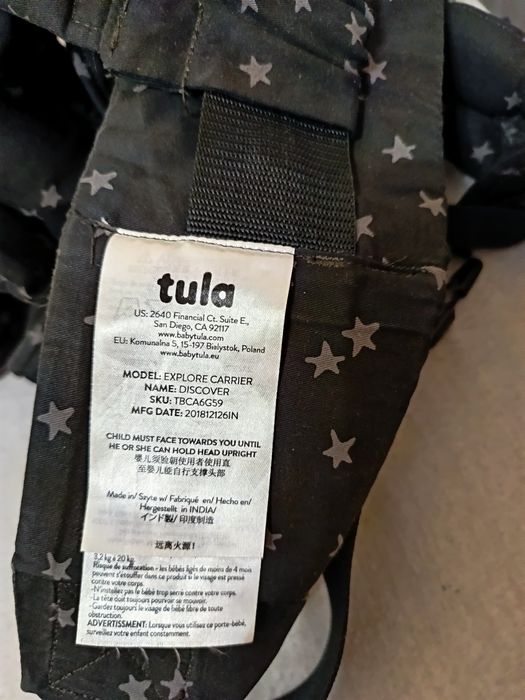 tula
US: 2640 Financial Ct. Suite E.,
San Diego, CA 92117
www.babytula.com
EU: Komunalna 5, 15-197 Bialystok, Poland
www.babytula.eu
MODEL: EXPLORE CARRIER
NAME: DISCOVER
SKU: TBCA6G59
MFG DATE: 201812126IN
CHILD MUST FACE TOWARDS YOU UNTIL
HE OR SHE CAN HOLD HEAD UPRIGHT
婴儿须脸朝使用者使用直
至婴儿能自行支撑头部
Made in/ Szyte w/ Fabriqué en/ Hecho en/
Hergestellt in INDIA/
インド製/ 印度制造
远离火源!
3,2 kg à 20 kg.
Risque de suffocation - les bébés âgés de moins de 4 mois
peuvent s'étouffer dans ce produit si le visage est pressé
contre votre corps.
-N'installez pas le bébé trop serré contre votre corps.
-La tête doit toujours pourvoir se mouvoir.
-Gardez toujours le visage de bébé libre de toute
obstruction.
ADVERTISSEMENT: Lorsque vous utilisez ce porte-bébé,
surveillez votre enfant constamment.